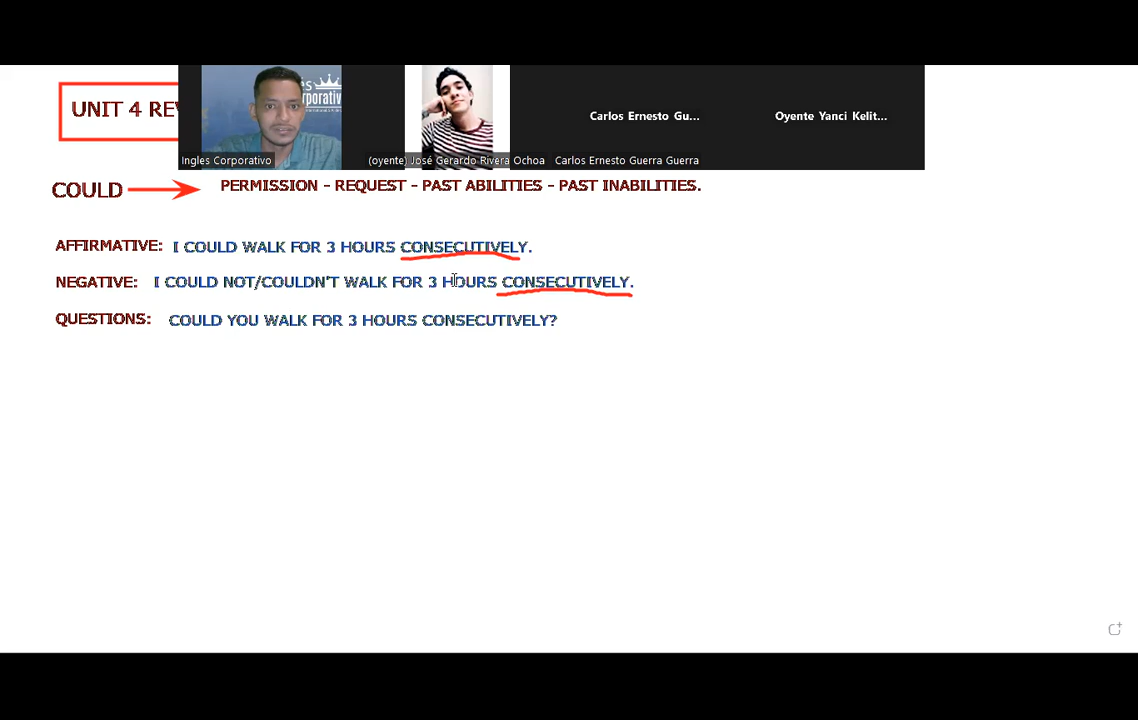 UNIT 4
Ingles Corporativo
(oyente) José Gerardo Rivera Ochoa
Carlos Ernesto Guerra Guerra
Carlos Ernesto Gu...
Oyente Yanci Kelit...
COULD
PERMISSION - REQUEST - PAST ABILITIES - PAST INABILITIES.
AFFIRMATIVE: I COULD WALK FOR 3 HOURS CONSECUTIVELY.
NEGATIVE: I COULD NOT/COULDN'T WALK FOR 3 HOURS CONSECUTIVELY.
QUESTIONS: COULD YOU WALK FOR 3 HOURS CONSECUTIVELY?